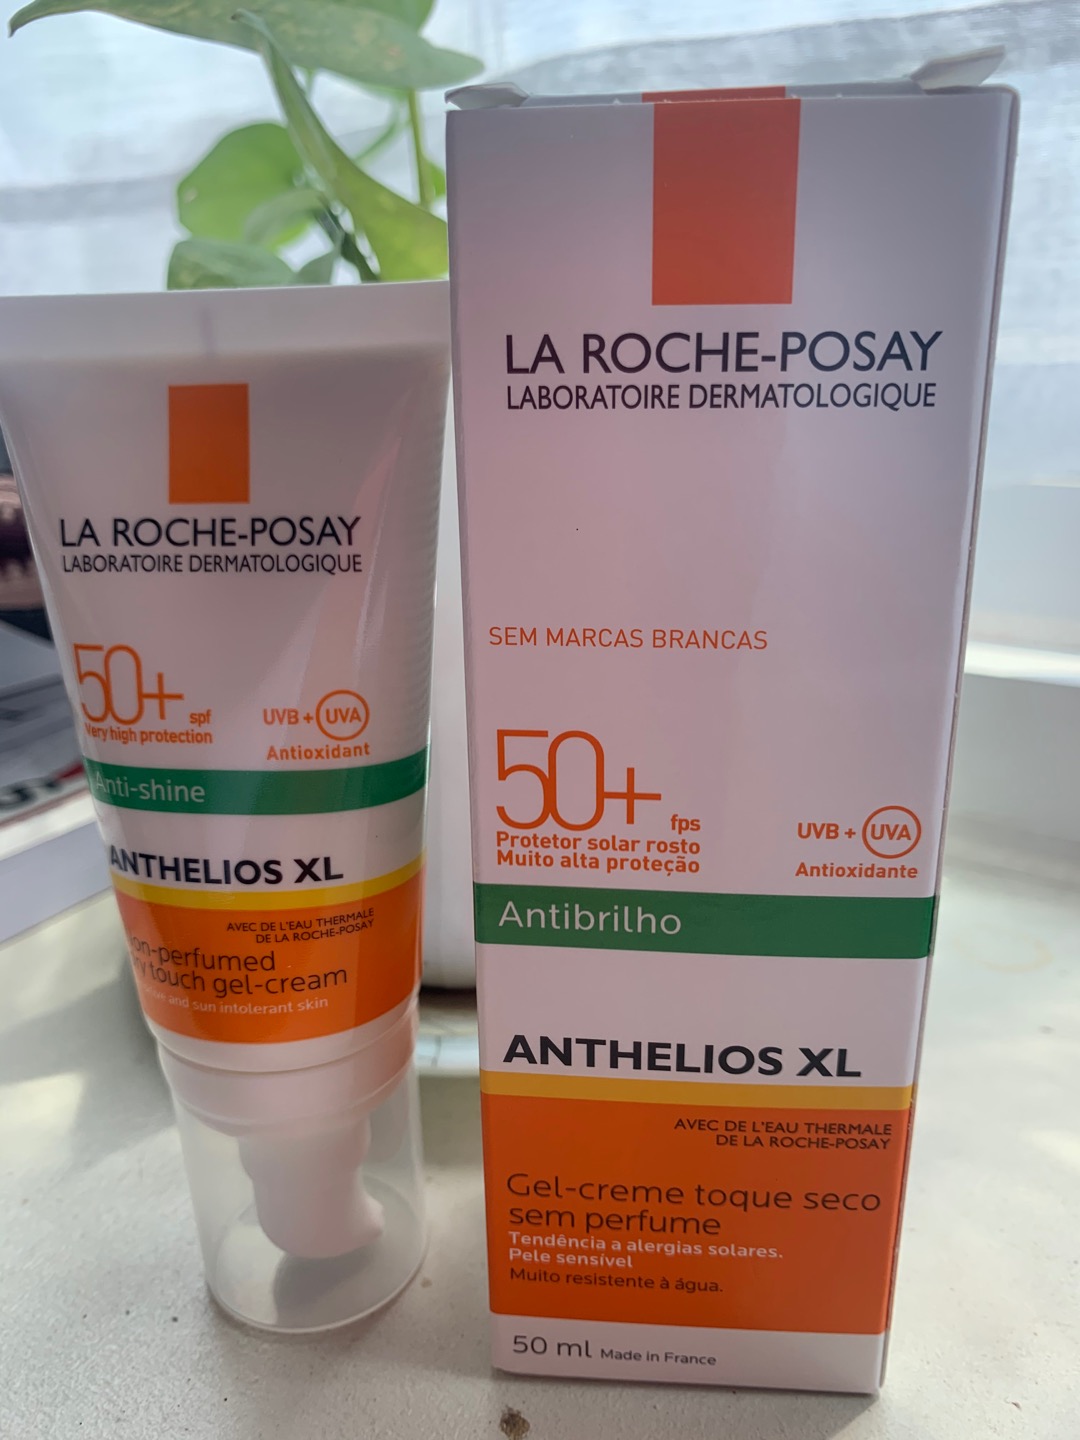 LA ROCHE-POSAY
LABORATOIRE DERMATOLOGIQUE
50+ spf
Very high protection
UVB + UVA
Antioxidant
Anti-shine
ANTHELIOS XL
AVEC DE L'EAU THERMALE
DE LA ROCHE-POSAY
touch gel-cream
and sun intolerant skin
LA ROCHE-POSAY
LABORATOIRE DERMATOLOGIQUE
SEM MARCAS BRANCAS
50+ fps
Protetor solar rosto
Muito alta proteção
UVB + UVA
Antioxidante
Antibrilho
ANTHELIOS XL
AVEC DE L'EAU THERMALE
DE LA ROCHE-POSAY
Gel-creme toque seco
sem perfume
Tendência a alergias solares.
Pele sensível
Muito resistente à água.
50 ml Made in France